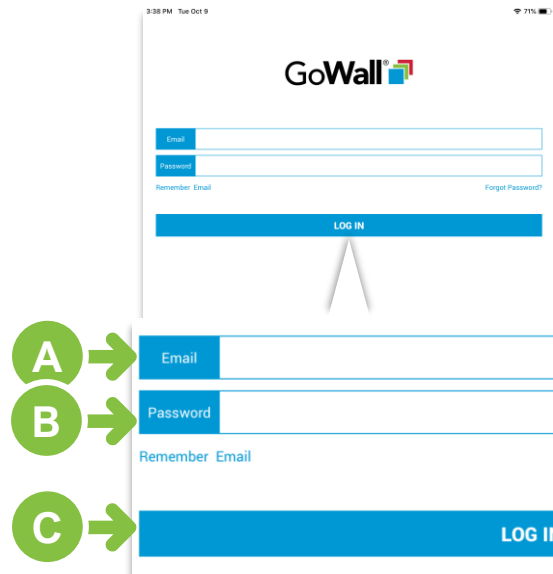 3:38 PM Tue Oct 9 71%
GoWall®
Email
Password
Remember Email Forgot Password?
LOG IN
A Email
B Password
Remember Email
C LOG IN